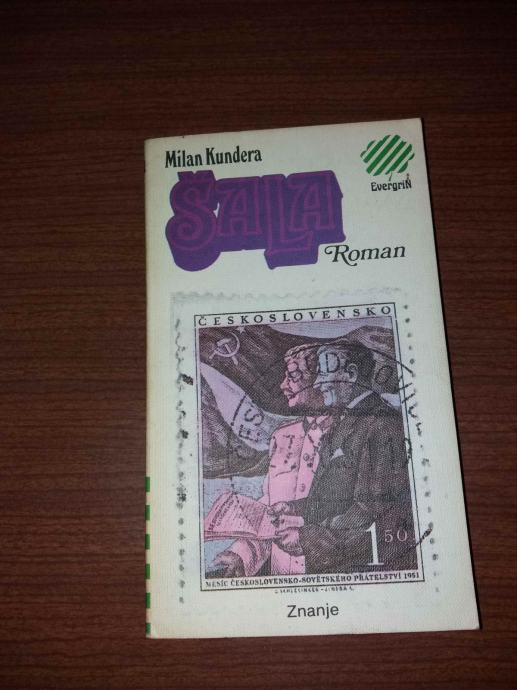 Milan Kundera
EvergriN
ŠALA
Roman
ČESKOSLOVENSKO
1 50
MĚSÍC ČESKOSLOVENSKO-SOVĚTSKÉHO PŘÁTELSTVÍ 1951
Znanje